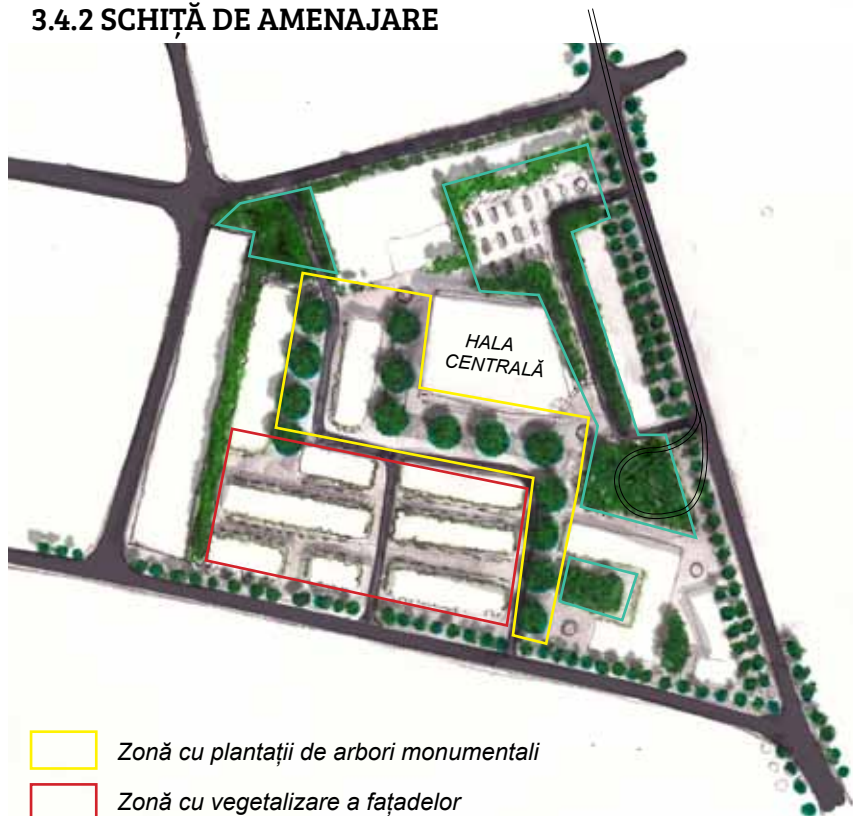 3.4.2 SCHIȚĂ DE AMENAJARE
HALA
CENTRALĂ
Zonă cu plantații de arbori monumentali
Zonă cu vegetalizare a fațadelor